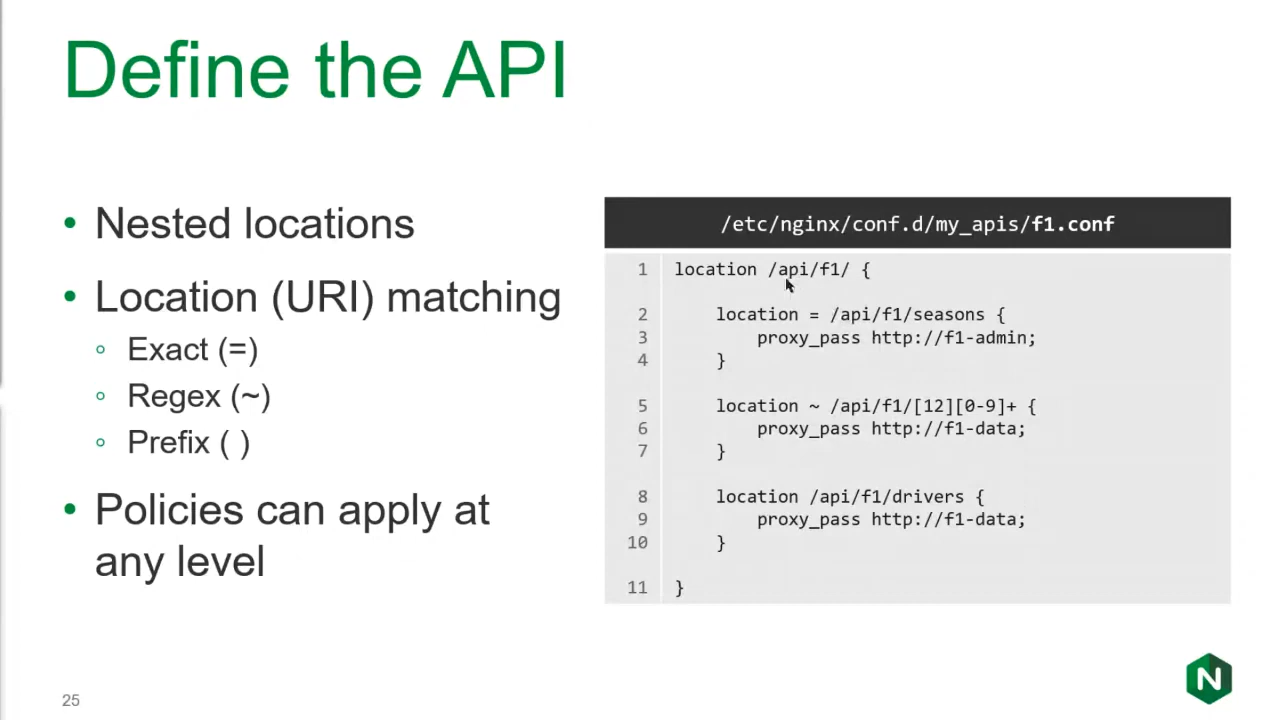 Define the API
• Nested locations
• Location (URI) matching
◦ Exact (=)
◦ Regex (~)
◦ Prefix ( )
• Policies can apply at
any level
/etc/nginx/conf.d/my_apis/f1.conf
1 location /api/f1/ {
2 location = /api/f1/seasons {
3 proxy_pass http://f1-admin;
4 }
5 location ~ /api/f1/[12][0-9]+ {
6 proxy_pass http://f1-data;
7 }
8 location /api/f1/drivers {
9 proxy_pass http://f1-data;
10 }
11 }
25
N